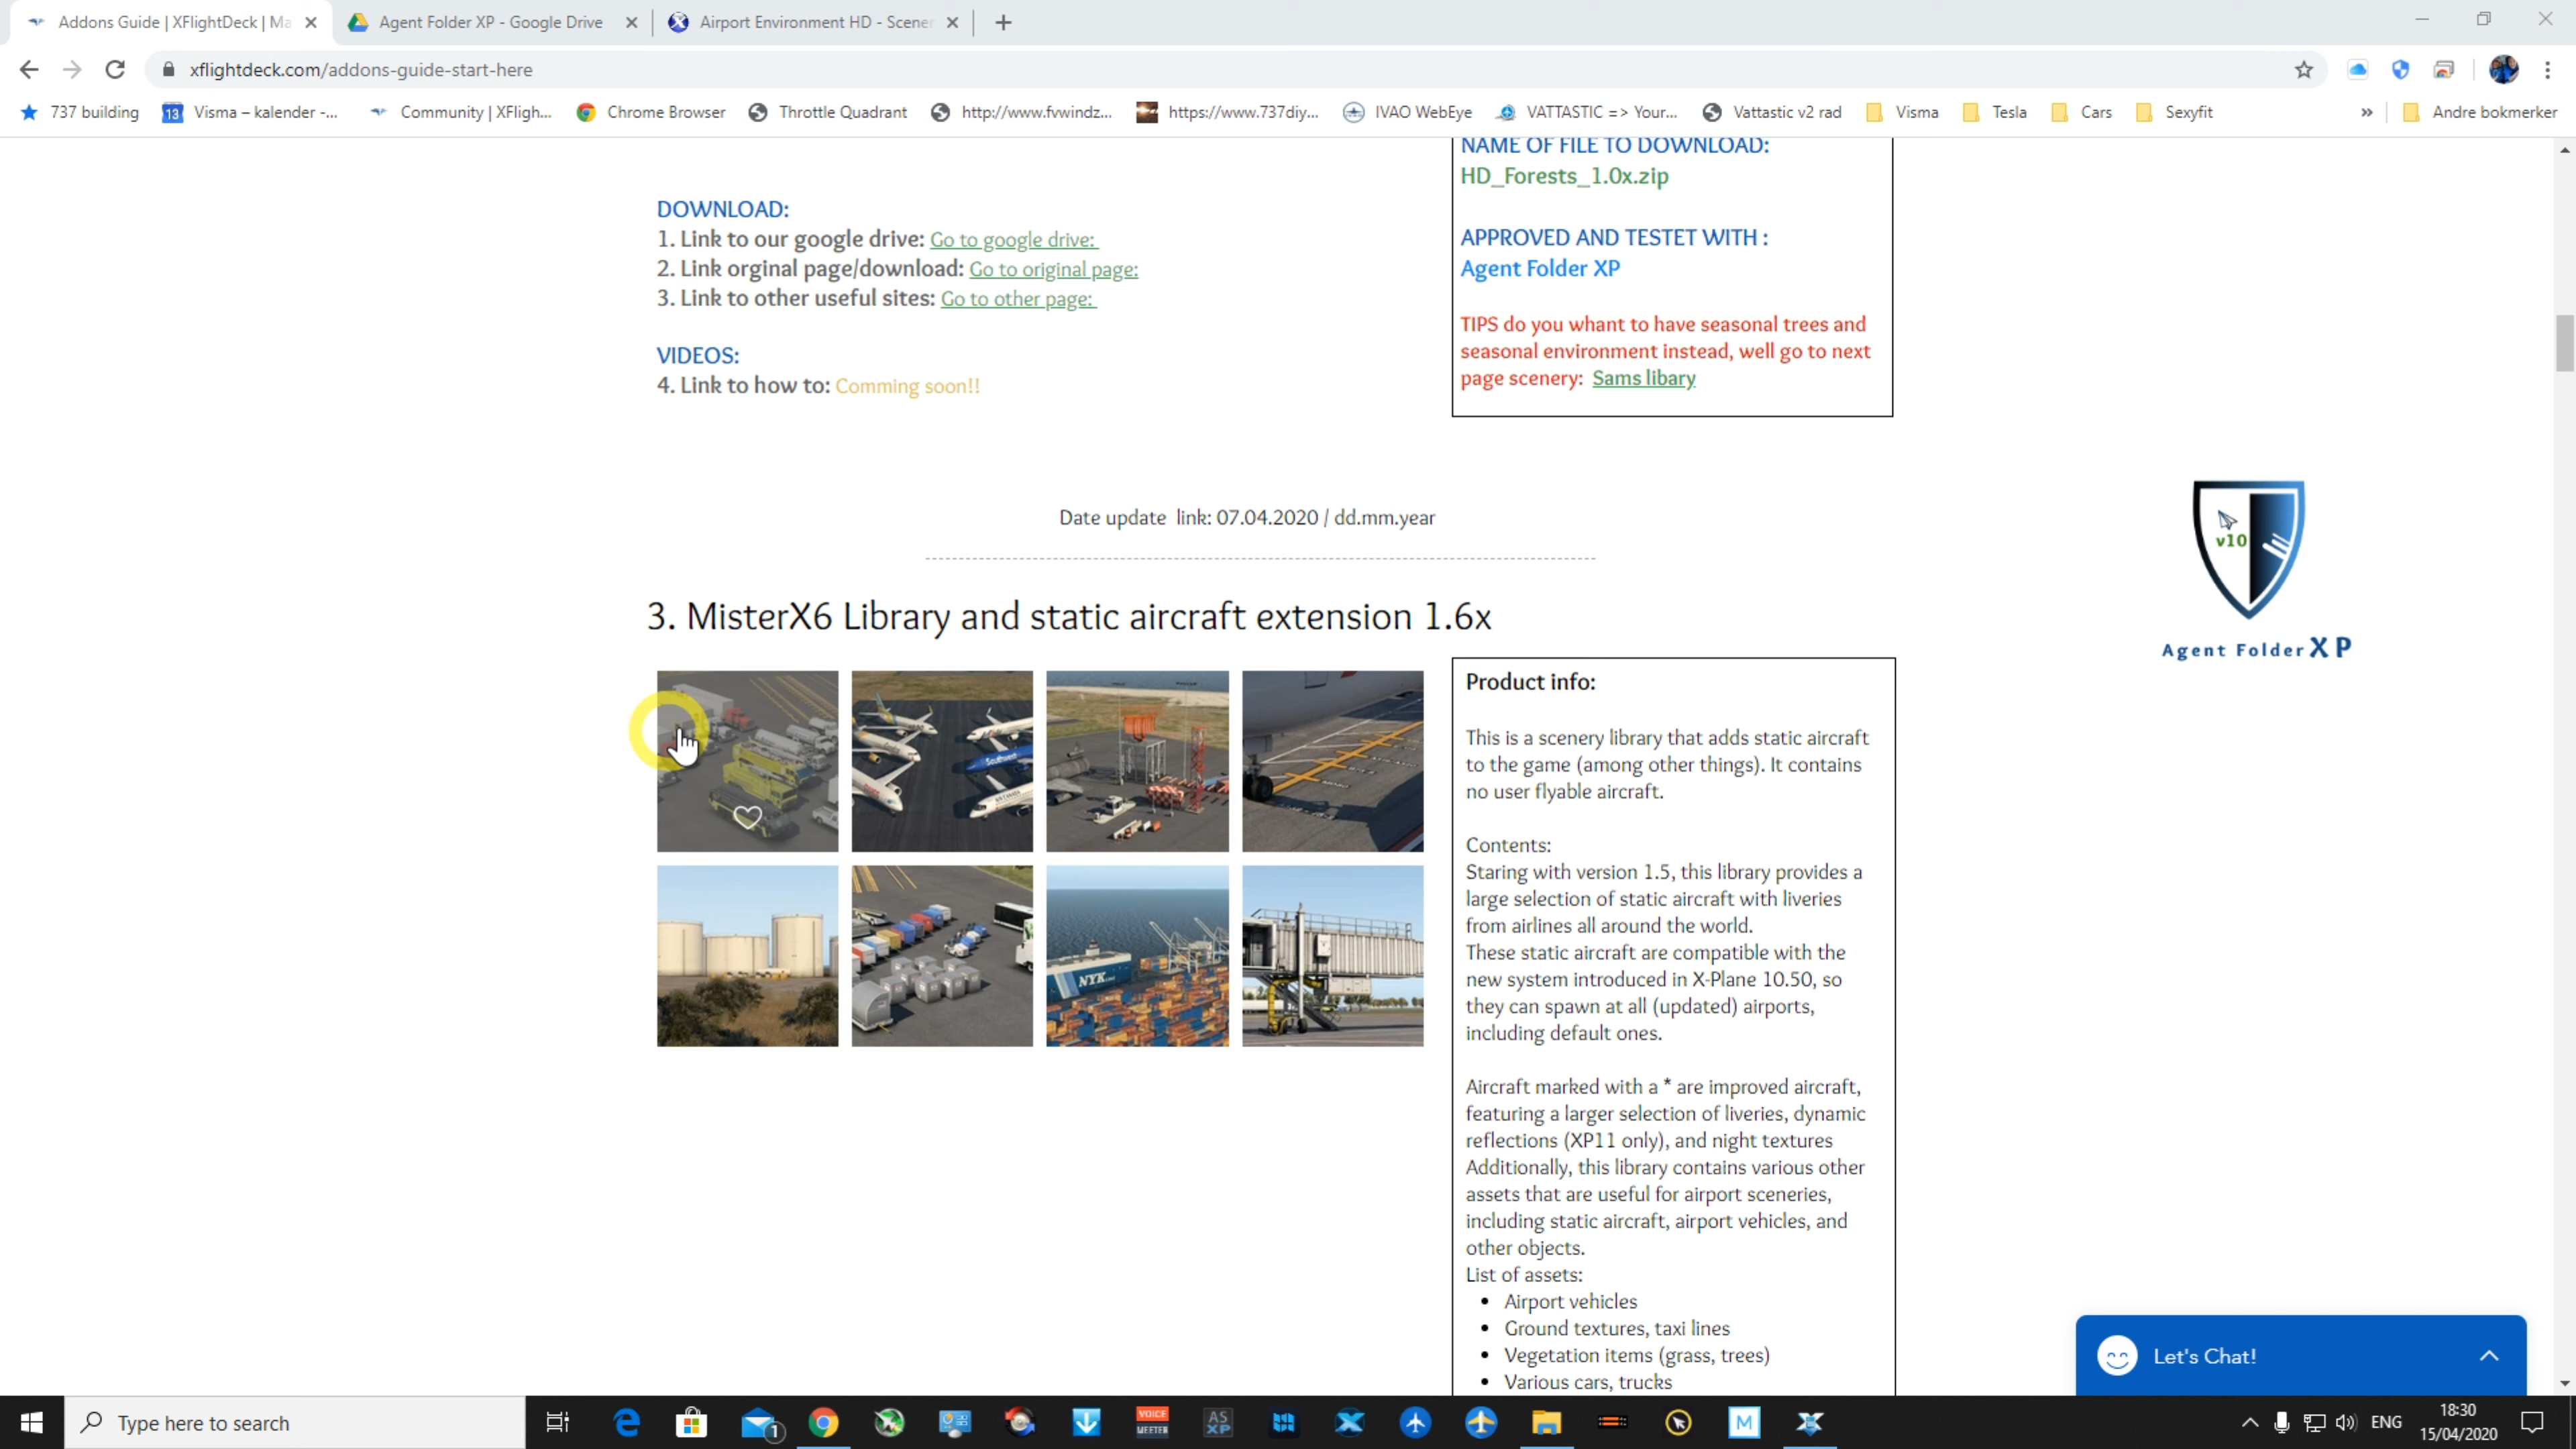 Addons Guide | XFlightDeck | Ma
Agent Folder XP - Google Drive
Airport Environment HD - Scener
xflightdeck.com/addons-guide-start-here
737 building
13
Visma – kalender -...
Community | XFligh...
Chrome Browser
Throttle Quadrant
http://www.fvwindz...
https://www.737diy...
IVAO WebEye
VATTASTIC => Your...
Vattastic v2 rad
Visma
Tesla
Cars
Sexyfit
»
Andre bokmerker
NAME OF FILE TO DOWNLOAD:
HD_Forests_1.0x.zip
APPROVED AND TESTET WITH :
Agent Folder XP
TIPS do you whant to have seasonal trees and
seasonal environment instead, well go to next
page scenery: Sams libary
DOWNLOAD:
1. Link to our google drive: Go to google drive:
2. Link orginal page/download: Go to original page:
3. Link to other useful sites: Go to other page:
VIDEOS:
4. Link to how to: Comming soon!!
Date update link: 07.04.2020 / dd.mm.year
v10
Agent Folder XP
3. MisterX6 Library and static aircraft extension 1.6x
Southwest
NYK
Product info:
This is a scenery library that adds static aircraft
to the game (among other things). It contains
no user flyable aircraft.
Contents:
Staring with version 1.5, this library provides a
large selection of static aircraft with liveries
from airlines all around the world.
These static aircraft are compatible with the
new system introduced in X-Plane 10.50, so
they can spawn at all (updated) airports,
including default ones.
Aircraft marked with a * are improved aircraft,
featuring a larger selection of liveries, dynamic
reflections (XP11 only), and night textures
Additionally, this library contains various other
assets that are useful for airport sceneries,
including static aircraft, airport vehicles, and
other objects.
List of assets:
• Airport vehicles
• Ground textures, taxi lines
• Vegetation items (grass, trees)
• Various cars, trucks
Let's Chat!
Type here to search
1
VOICE
MEETER
AS
XP
M
ENG
18:30
15/04/2020